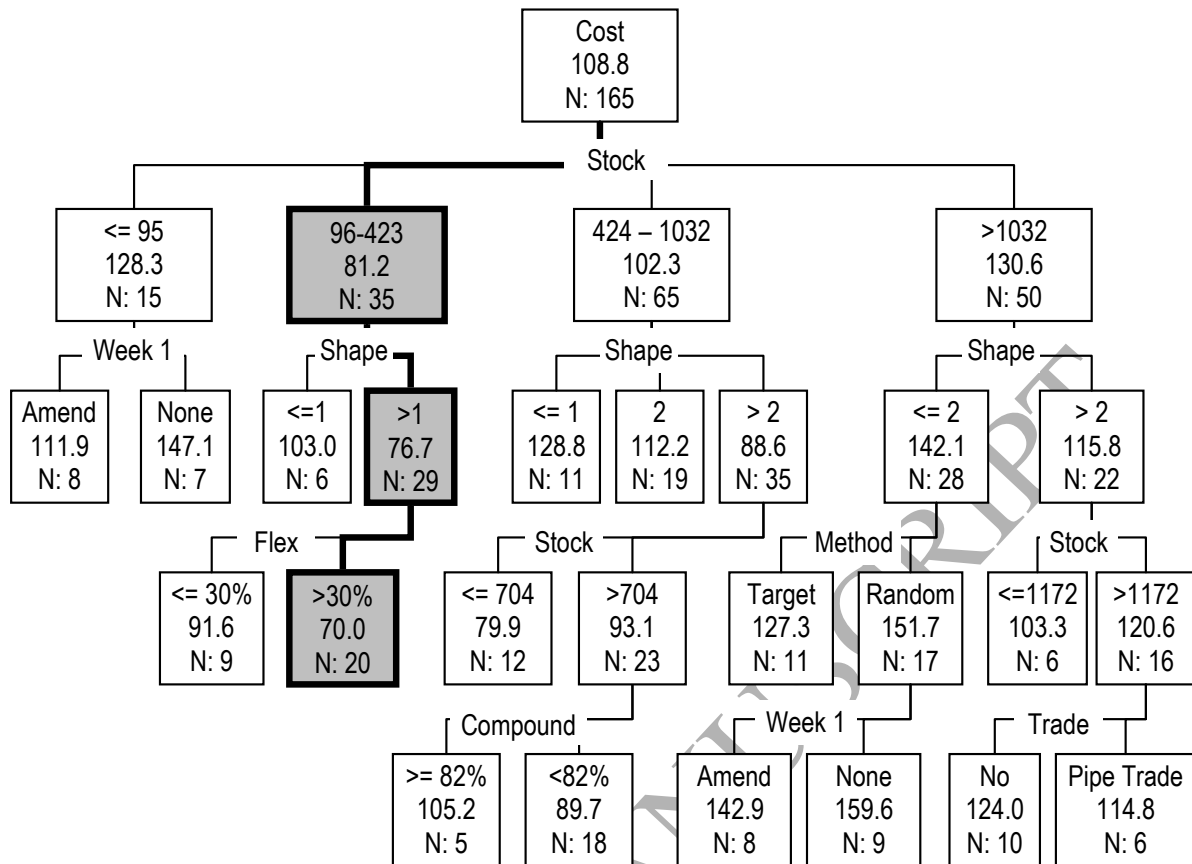 Cost
108.8
N: 165
Stock
<= 95
128.3
N: 15
96-423
81.2
N: 35
424 – 1032
102.3
N: 65
>1032
130.6
N: 50
Week 1
Shape
Shape
Shape
Amend
111.9
N: 8
None
147.1
N: 7
<=1
103.0
N: 6
>1
76.7
N: 29
<= 1
128.8
N: 11
2
112.2
N: 19
> 2
88.6
N: 35
<= 2
142.1
N: 28
> 2
115.8
N: 22
Flex
Stock
Method
Stock
<= 30%
91.6
N: 9
>30%
70.0
N: 20
<= 704
79.9
N: 12
>704
93.1
N: 23
Target
127.3
N: 11
Random
151.7
N: 17
<=1172
103.3
N: 6
>1172
120.6
N: 16
Compound
Week 1
Trade
>= 82%
105.2
N: 5
<82%
89.7
N: 18
Amend
142.9
N: 8
None
159.6
N: 9
No
124.0
N: 10
Pipe Trade
114.8
N: 6